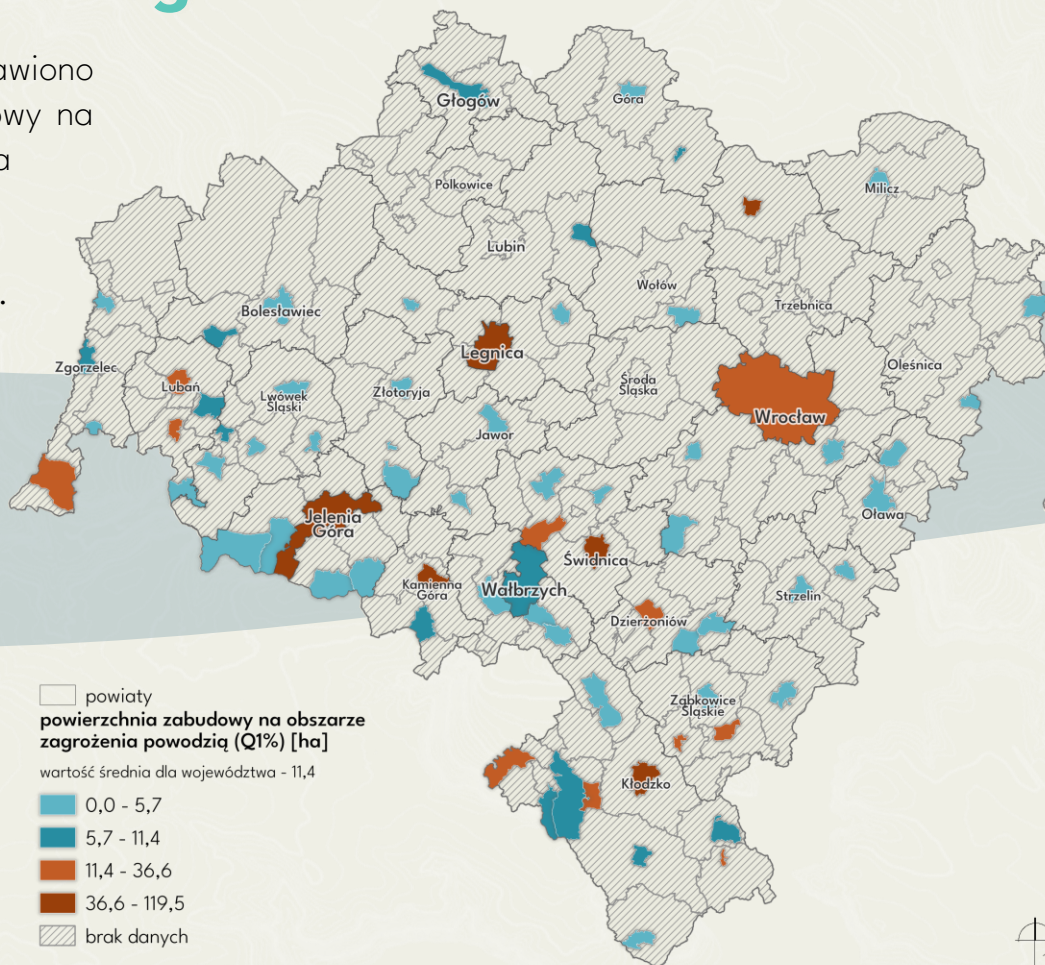 g
awiono
owy na
a
.
Głogów
Góra
Polkowice
Milicz
Lubin
Wołów
Trzebnica
Bolesławiec
Legnica
Zgorzelec
Oleśnica
Lubań
Lwówek
Śląski
Złotoryja
Środa
Śląska
Wrocław
Jawor
Jelenia
Góra
Oława
Świdnica
Kamienna
Góra
Wałbrzych
Strzelin
Dzierżoniów
Ząbkowice
Śląskie
Kłodzko
powiaty
powierzchnia zabudowy na obszarze
zagrożenia powodzią (Q1%) [ha]
wartość średnia dla województwa - 11,4
0,0 - 5,7
5,7 - 11,4
11,4 - 36,6
36,6 - 119,5
brak danych